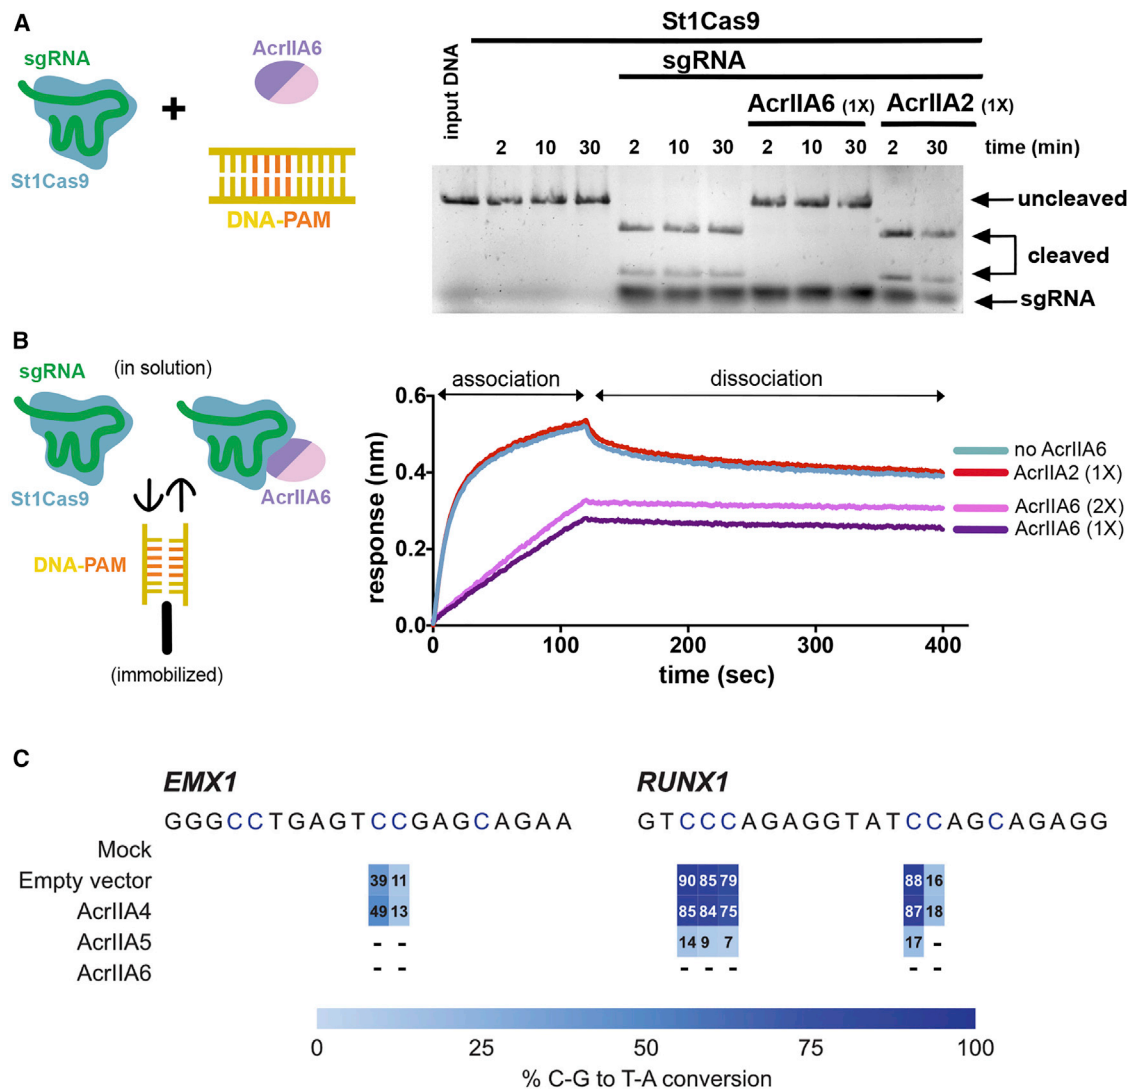 A
sgRNA
St1Cas9
+
AcrIIA6
DNA-PAM
St1Cas9
sgRNA
input DNA
AcrIIA6 (1X)
AcrIIA2 (1X)
2 10 30 2 10 30 2 10 30 2 30 time (min)
uncleaved
cleaved
sgRNA
B
sgRNA
(in solution)
St1Cas9
AcrIIA6
DNA-PAM
(immobilized)
association
dissociation
0.6
0.4
0.2
0.0
response (nm)
0 100 200 300 400
time (sec)
no AcrIIA6
AcrIIA2 (1X)
AcrIIA6 (2X)
AcrIIA6 (1X)
C
EMX1
RUNX1
GGGCCTGAGTCCGAGCAGAA
GTCCCAGAGGTATCCAGCAGAGG
Mock
Empty vector 39 11 90 85 79 88 16
AcrIIA4 49 13 85 84 75 87 18
AcrIIA5 - - 14 9 7 17 -
AcrIIA6 - - - - - - -
0 25 50 75 100
% C-G to T-A conversion